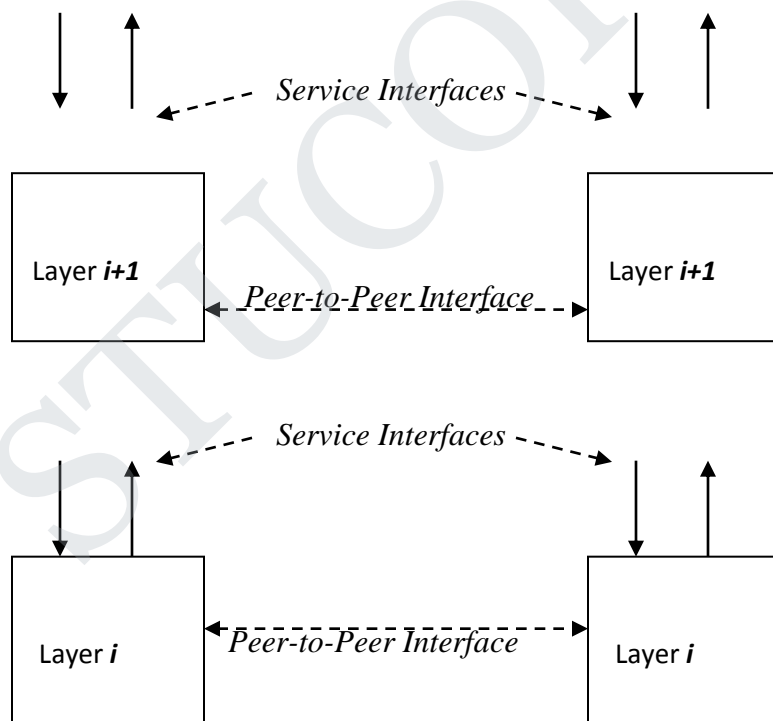 Service Interfaces
Layer i+1
Layer i+1
Peer-to-Peer Interface
Service Interfaces
Layer i
Layer i
Peer-to-Peer Interface